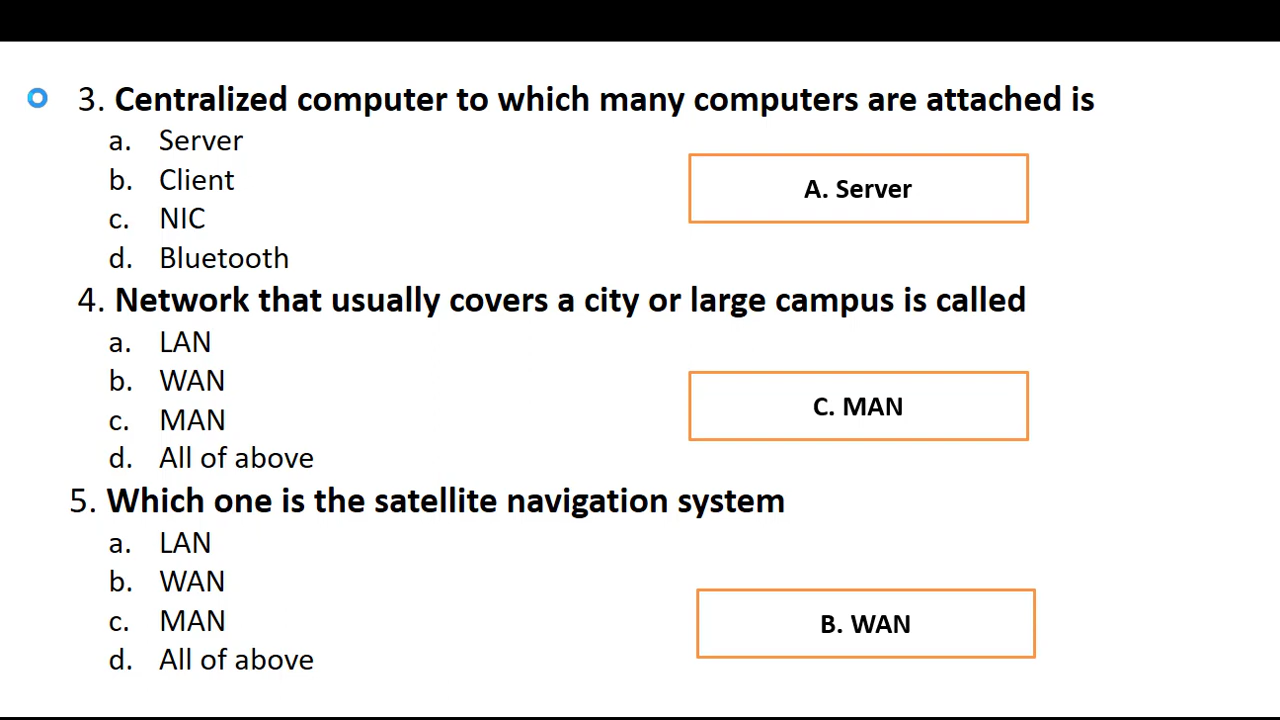 3. Centralized computer to which many computers are attached is
a. Server
b. Client
c. NIC
d. Bluetooth
A. Server
4. Network that usually covers a city or large campus is called
a. LAN
b. WAN
c. MAN
d. All of above
C. MAN
5. Which one is the satellite navigation system
a. LAN
b. WAN
c. MAN
d. All of above
B. WAN